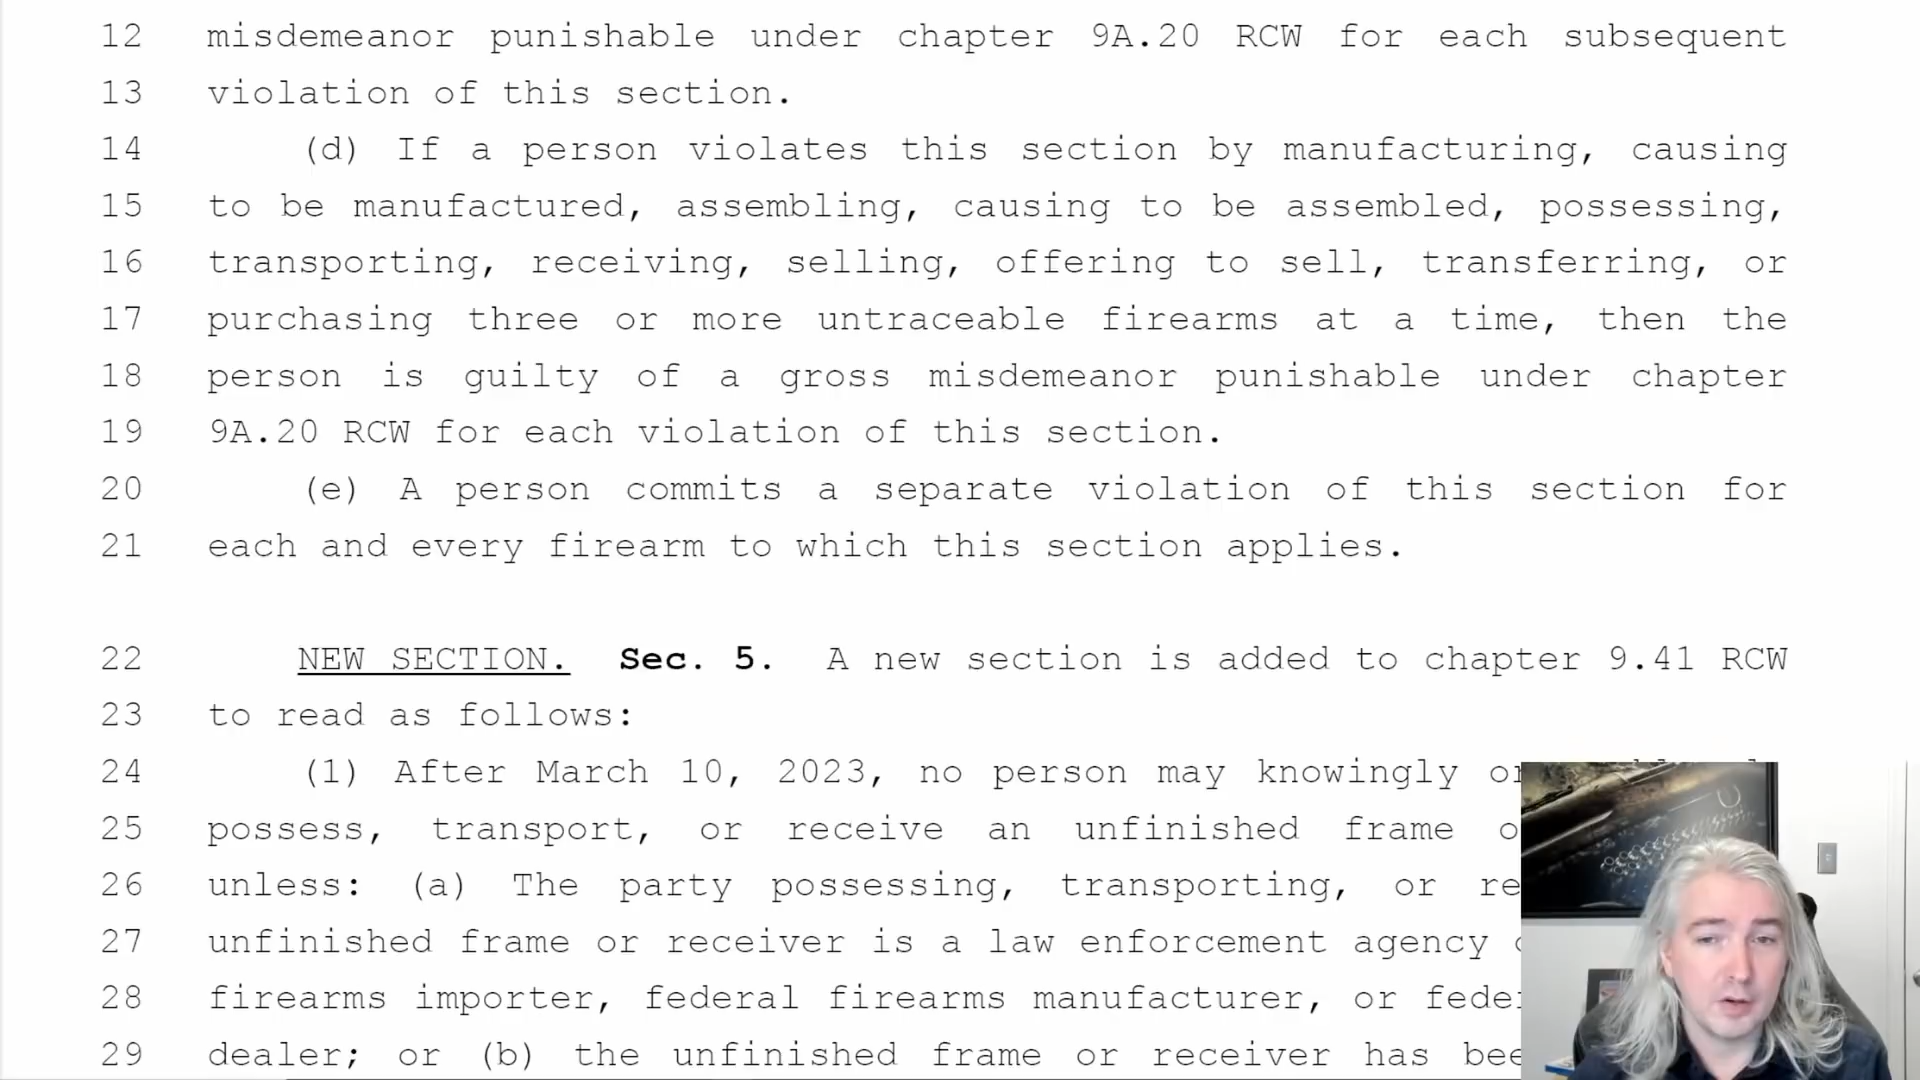 12 misdemeanor punishable under chapter 9A.20 RCW for each subsequent
13 violation of this section.
14 (d) If a person violates this section by manufacturing, causing
15 to be manufactured, assembling, causing to be assembled, possessing,
16 transporting, receiving, selling, offering to sell, transferring, or
17 purchasing three or more untraceable firearms at a time, then the
18 person is guilty of a gross misdemeanor punishable under chapter
19 9A.20 RCW for each violation of this section.
20 (e) A person commits a separate violation of this section for
21 each and every firearm to which this section applies.
22 NEW SECTION. Sec. 5. A new section is added to chapter 9.41 RCW
23 to read as follows:
24 (1) After March 10, 2023, no person may knowingly or
25 possess, transport, or receive an unfinished frame
26 unless: (a) The party possessing, transporting, or
27 unfinished frame or receiver is a law enforcement agency
28 firearms importer, federal firearms manufacturer, or
29 dealer; or (b) the unfinished frame or receiver has